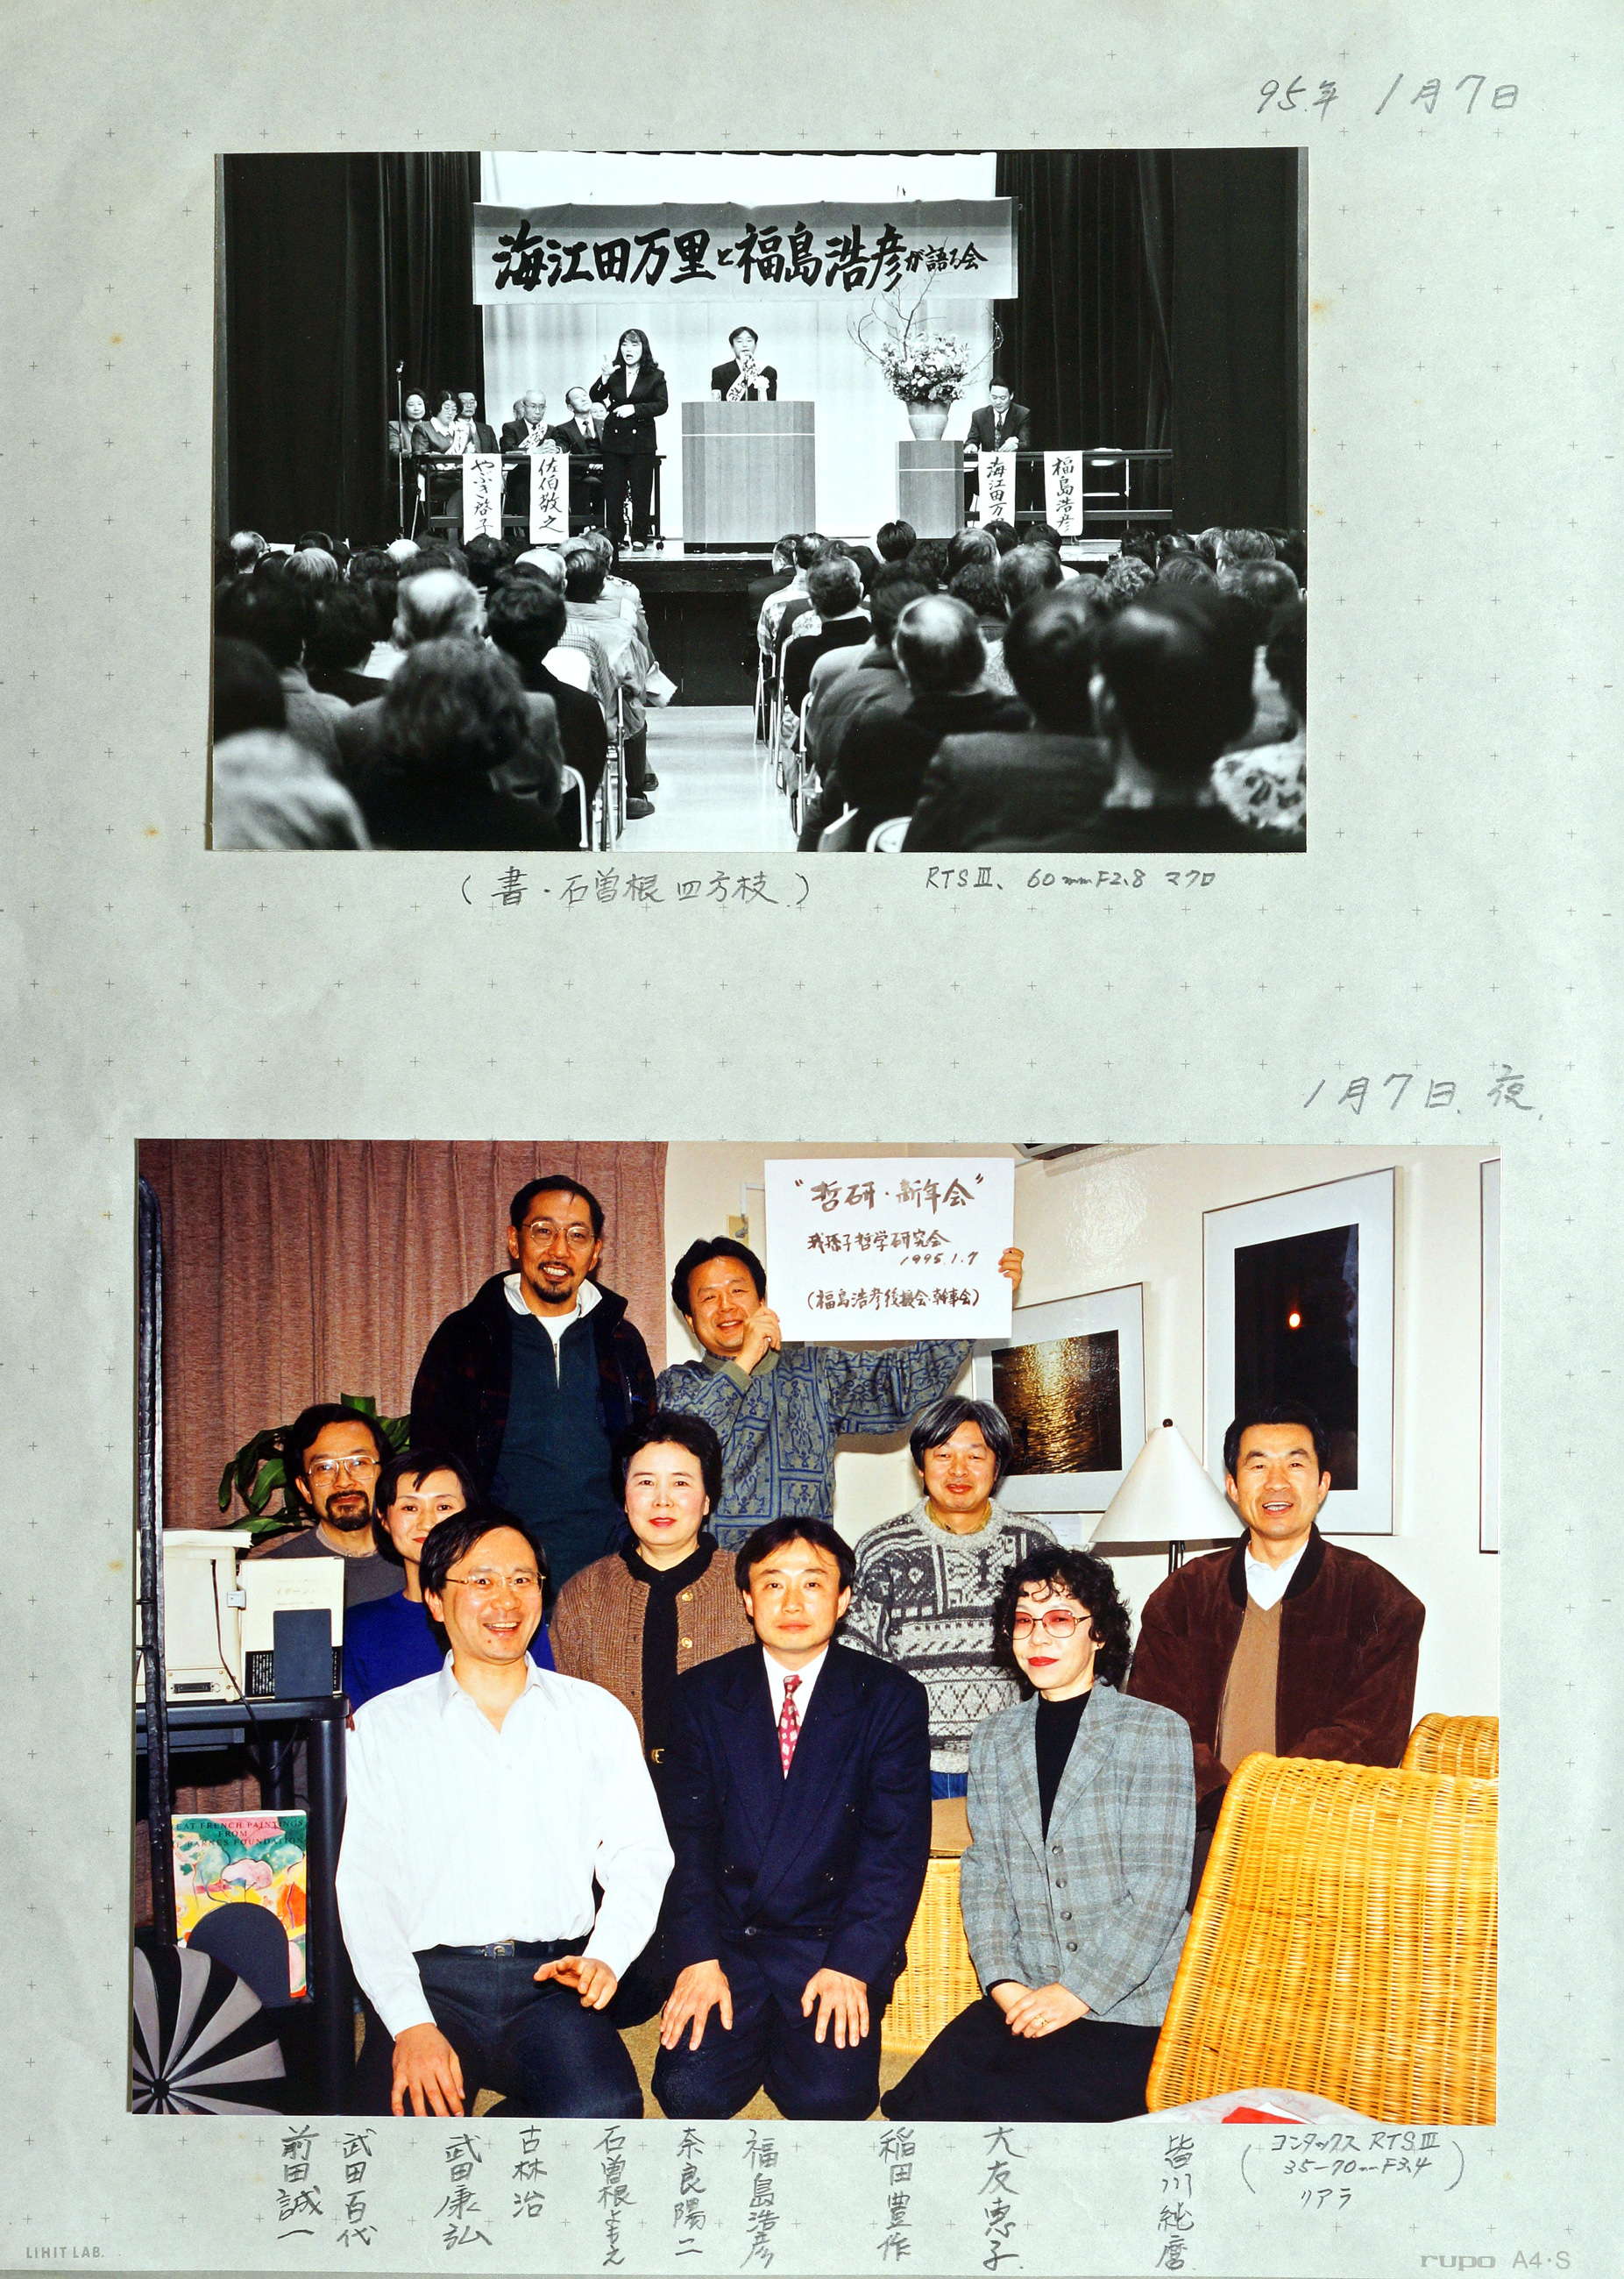 95年 1月7日
海江田万里と福島浩彦が語る会
やぶき啓子
佐伯敬之
海江田万
福島浩彦
(書・石曽根四方枝)
RTSⅢ、60mmF2.8 マクロ
1月7日.夜.
"哲研・新年会"
我孫子哲学研究会
1995.1.7
(福島浩彦後援会・幹事会)
EAT FRENCH PAINTINGS
FROM
BARNES FOUNDATION
前田誠一
武田百代
武田康弘
古林治
石曽根よもえ
奈良陽二
福島浩彦
稲田豊作
大友恵子
皆川純麿
(コンタックス RTSⅢ
35-70mmF3.4
リアラ)
LIHIT LAB.
rupo A4・S